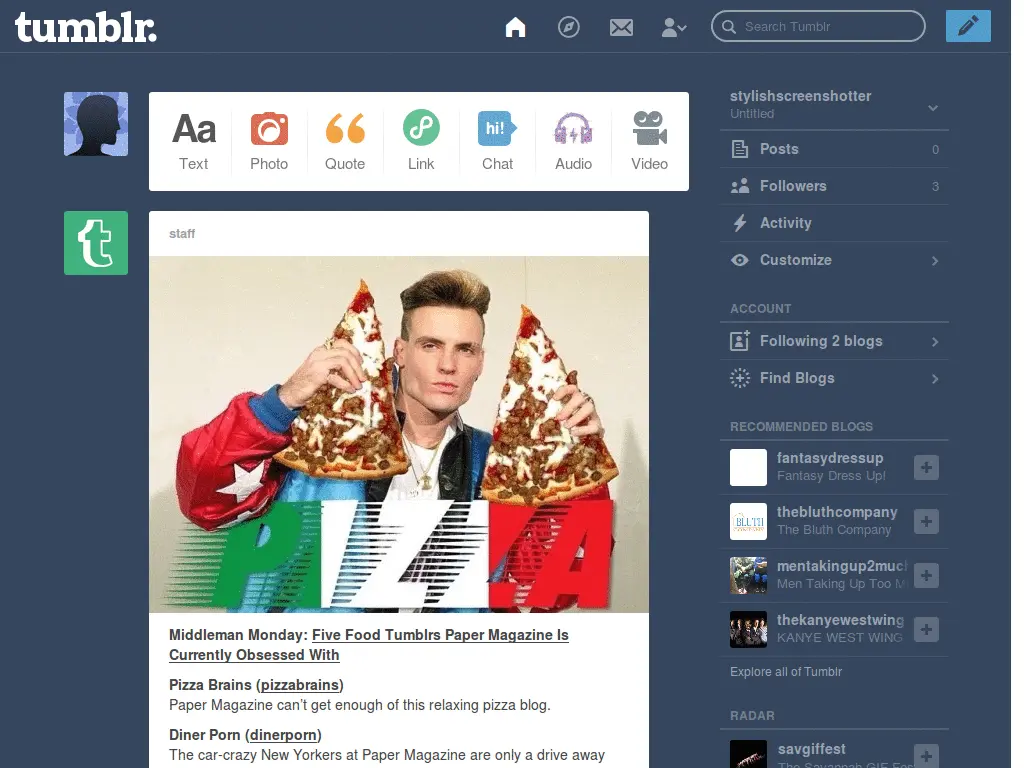 tumblr.
Search Tumblr
Aa
hi!
Text
Photo
Quote
Link
Chat
Audio
Video
t
staff
PIZZA
Middleman Monday: Five Food Tumblrs Paper Magazine Is
Currently Obsessed With
Pizza Brains (pizzabrains)
Paper Magazine can't get enough of this relaxing pizza blog.
Diner Porn (dinerporn)
The car-crazy New Yorkers at Paper Magazine are only a drive away
stylishscreenshotter
Untitled
Posts 0
Followers 3
Activity
Customize
ACCOUNT
Following 2 blogs
Find Blogs
RECOMMENDED BLOGS
fantasydressup
Fantasy Dress Up!
BLUTH
thebluthcompany
The Bluth Company
mentakingup2much
Men Taking Up Too M
thekanyewestwing
KANYE WEST WING
Explore all of Tumblr
RADAR
savgiffest
The Savannah GIF Fes